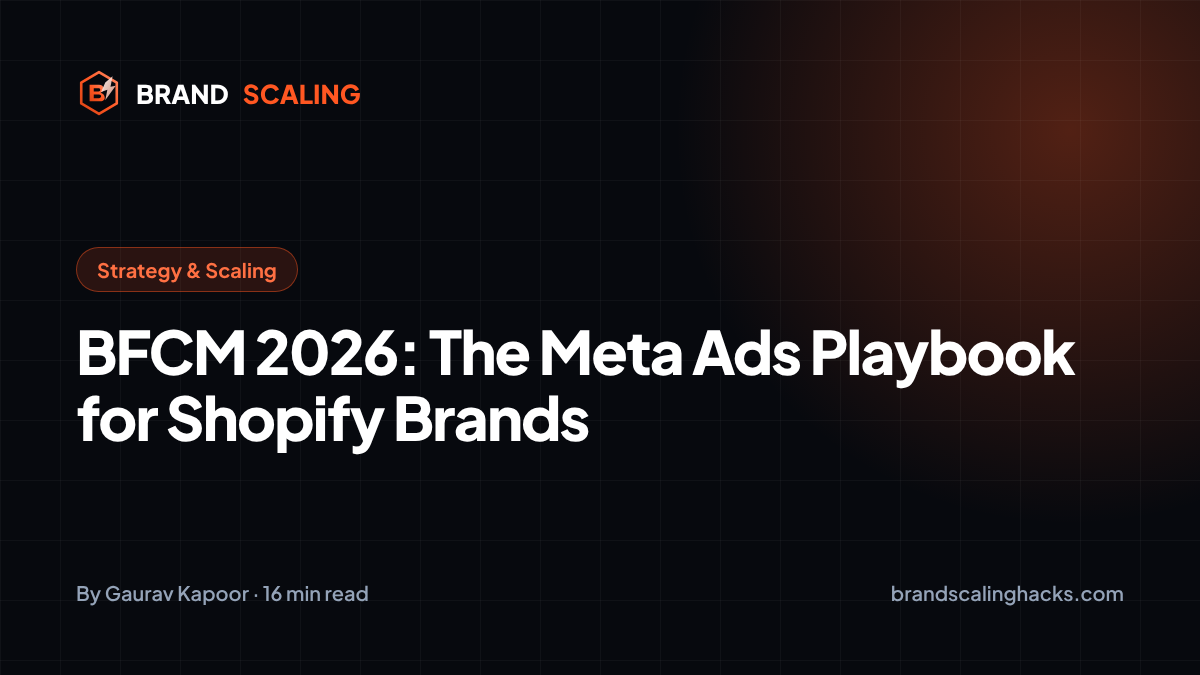 B
BRAND SCALING
Strategy & Scaling
BFCM 2026: The Meta Ads Playbook
for Shopify Brands
By Gaurav Kapoor · 16 min read
brandscalinghacks.com